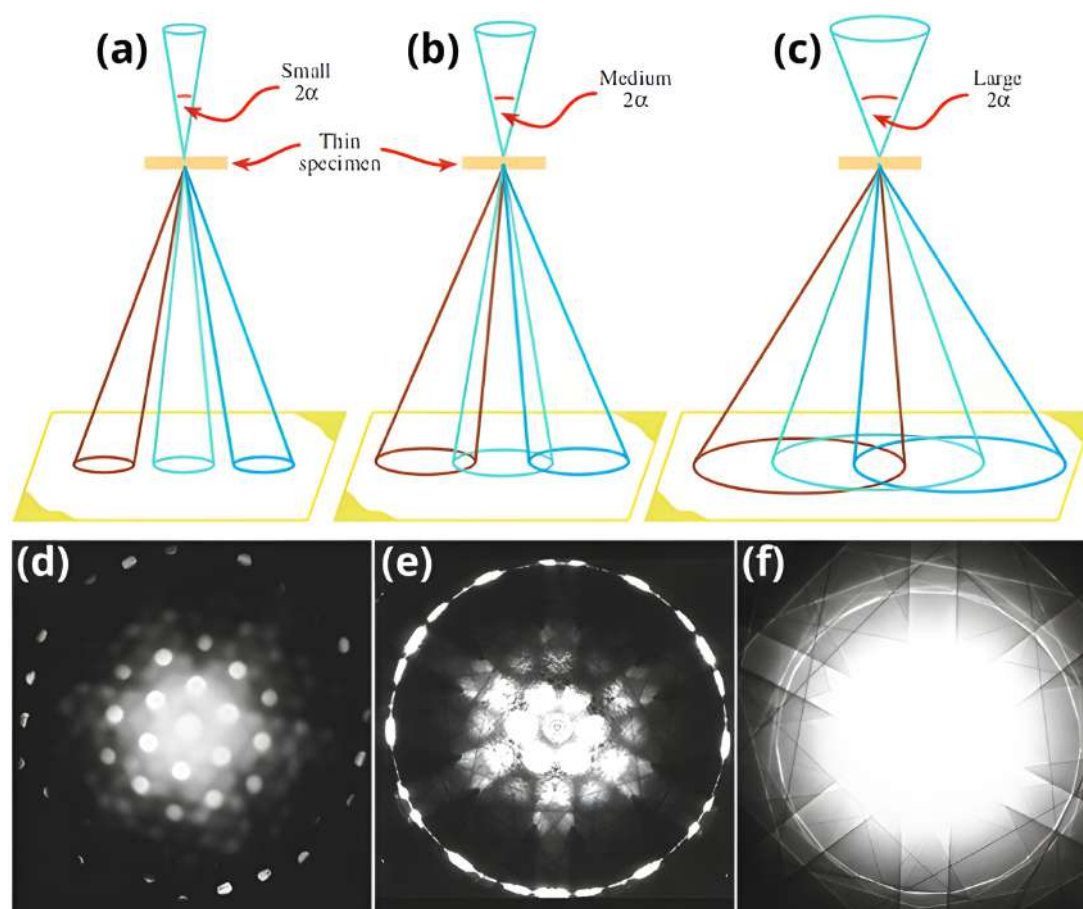 (a)
Small
2α
(b)
Medium
2α
(c)
Large
2α
Thin
specimen
(d)
(e)
(f)